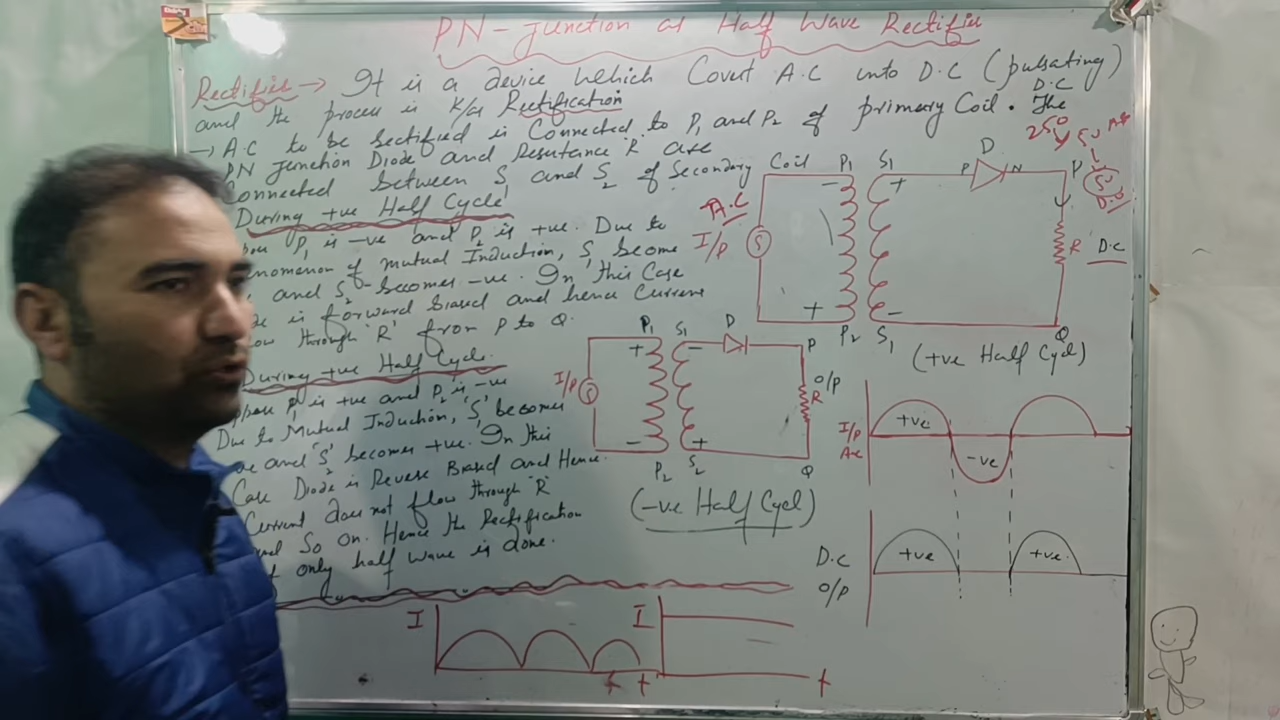 PN-Junction as Half Wave Rectifier
Rectifier → It is a device which Covert A.C into D.C (pulsating)
D.C
and the process is K/as Rectification
→ A.C to be Rectified is Connected to P1 and P2 of primary Coil. The
PN Junction Diode and Resistance R are
Connected between S1 and S2 of Secondary Coil
During +ve Half Cycle
P1 is -ve and P2 is +ve. Due to
of mutual Induction, S1 become
and S2 becomes -ve. In this Case
is forward biased and hence Current
through 'R' from P to Q.
During +ve Half Cycle.
P1 is +ve and P2 is -ve
Due to Mutual Induction, 'S1' becomes
and 'S' becomes +ve. In this
Case Diode is Reverse Biased and Hence
Current does not flow through 'R'
and So on. Hence the Rectification
only half wave is done.
A.C
I/P
S
P1
S1
-
+
+
-
P2
S1
D
P
N
P
250
R
D.C
Q
(+ve Half Cycl)
I/P
S
P1
S1
+
-
-
+
P2
S2
D
P
O/P
R
Q
(-ve Half Cycl)
I/P
Ac
+ve
-ve
D.C
O/P
+ve
+ve
I
t
t
I
t